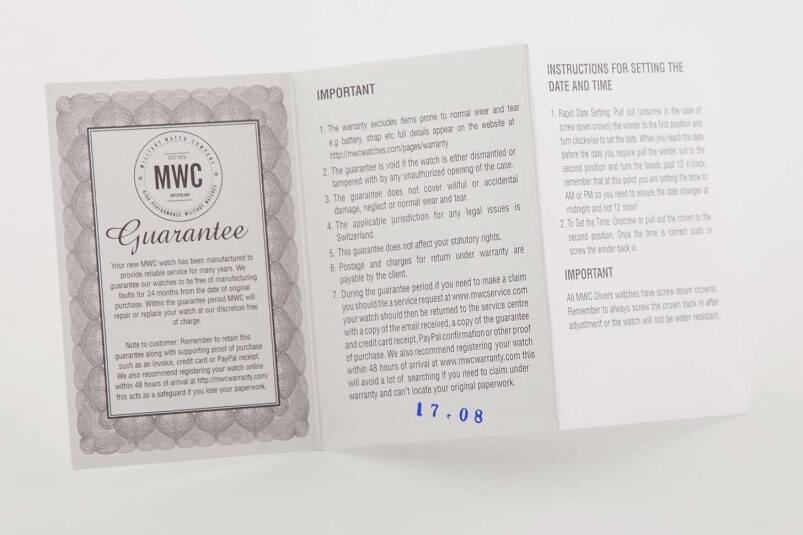 MILITARY WATCH COMPANY
EST 1974
MWC
SWITZERLAND
HIGH PERFORMANCE MILITARY WATCHES
Guarantee
Your new MWC watch has been manufactured to
provide reliable service for many years. We
guarantee our watches to be free of manufacturing
faults for 24 months from the date of original
purchase. Within the guarantee period MWC will
repair or replace your watch at our discretion free
of charge.
Note to customer: Remember to retain this
guarantee along with supporting proof of purchase
such as an invoice, credit card or PayPal receipt.
We also recommend registering your watch online
within 48 hours of arrival at http://mwcwarranty.com/
this acts as a safeguard if you lose your paperwork.
IMPORTANT
1. The warranty excludes items prone to normal wear and tear
e.g battery, strap etc full details appear on the website at
http://mwcwatches.com/pages/warranty
2. The guarantee is void if the watch is either dismantled or
tampered with by any unauthorized opening of the case.
3. The guarantee does not cover willful or accidental
damage, neglect or normal wear and tear.
4. The applicable jurisdiction for any legal issues is
Switzerland.
5. This guarantee does not affect your statutory rights.
6. Postage and charges for return under warranty are
payable by the client.
7. During the guarantee period if you need to make a claim
you should file a service request at www.mwcservice.com
your watch should then be returned to the service centre
with a copy of the email received, a copy of the guarantee
and credit card receipt, PayPal confirmation or other proof
of purchase. We also recommend registering your watch
within 48 hours of arrival at www.mwcwarranty.com this
will avoid a lot of searching if you need to claim under
warranty and can't locate your original paperwork.
17.08
INSTRUCTIONS FOR SETTING THE
DATE AND TIME
1. Rapid Date Setting: Pull out (unscrew in the case of
screw down crown) the winder to the first position and
turn clockwise to set the date. When you reach the date
before the date you require pull the winder out to the
second position and turn the hands past 12 o'clock,
remember that at this point you are setting the time to
AM or PM so you need to ensure the date changes at
midnight and not 12 noon!
2. To Set the Time: Unscrew or pull out the crown to the
second position. Once the time is correct push or
screw the winder back in.
IMPORTANT
All MWC Divers watches have screw down crowns.
Remember to always screw the crown back in after
adjustment or the watch will not be water resistant.